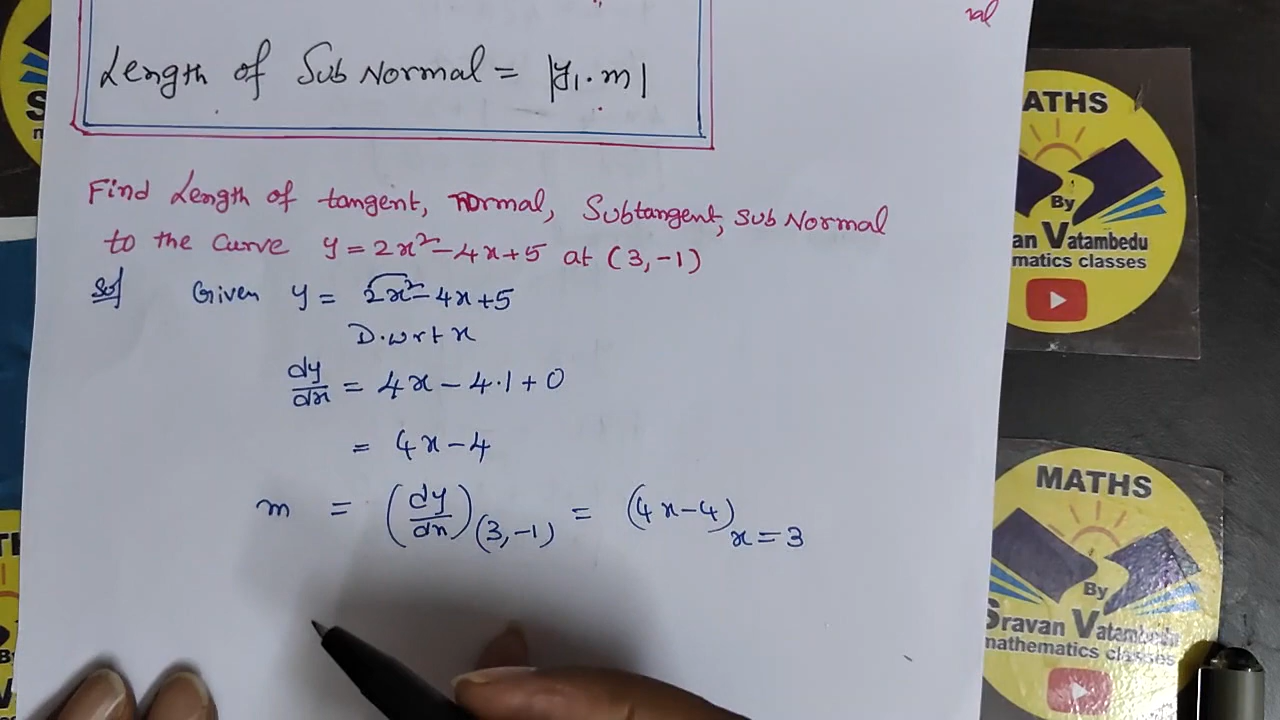 Length of Sub Normal = |y₁·m|
Find Length of tangent, normal, Subtangent, Sub Normal
to the Curve y = 2x² - 4x + 5 at (3, -1)
Sol Given y = 2x² - 4x + 5
D.w r t x
dy/dx = 4x - 4·1 + 0
= 4x - 4
m = (dy/dx)(3, -1) = (4x - 4) x = 3
ATHS
By
an Vatambedu
matics classes
MATHS
By
Sravan Vatambedu
mathematics classes